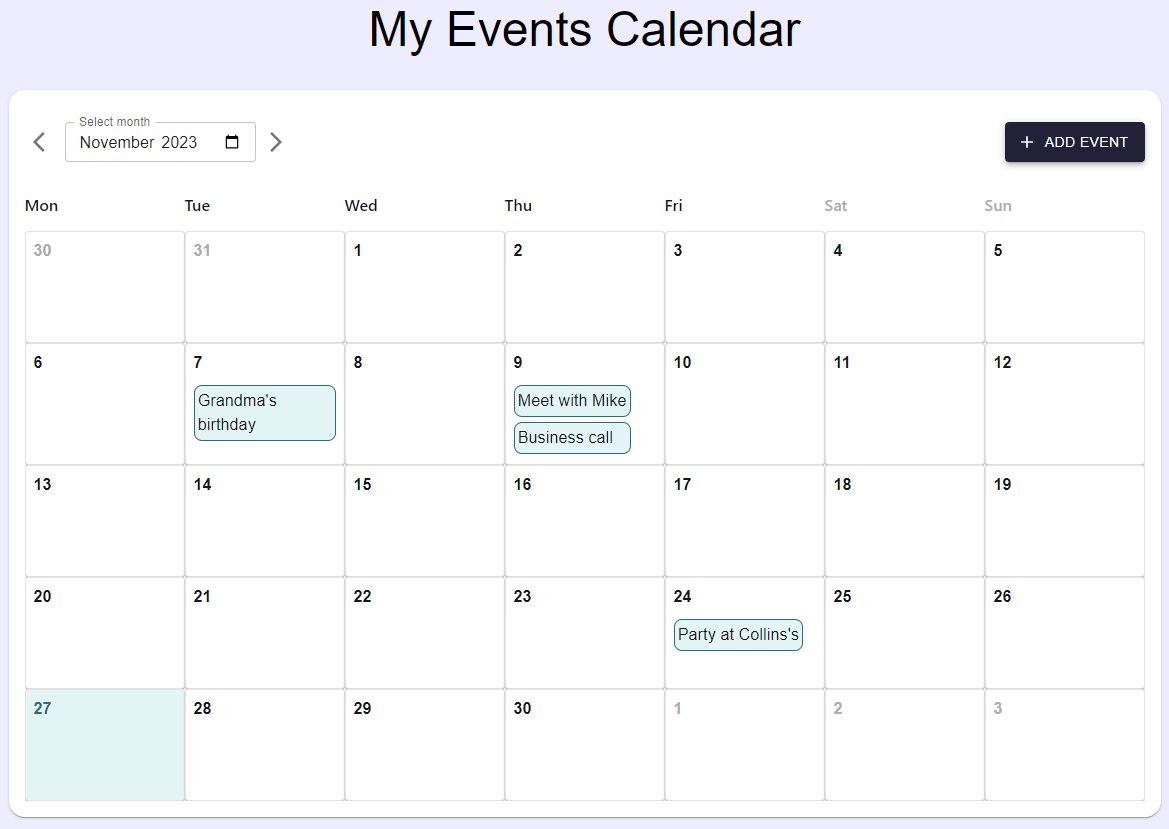 My Events Calendar
Select month
November 2023
+ ADD EVENT
Mon Tue Wed Thu Fri Sat Sun
30 31 1 2 3 4 5
6 7 8 9 10 11 12
Grandma's
birthday
Meet with Mike
Business call
13 14 15 16 17 18 19
20 21 22 23 24 25 26
Party at Collins's
27 28 29 30 1 2 3